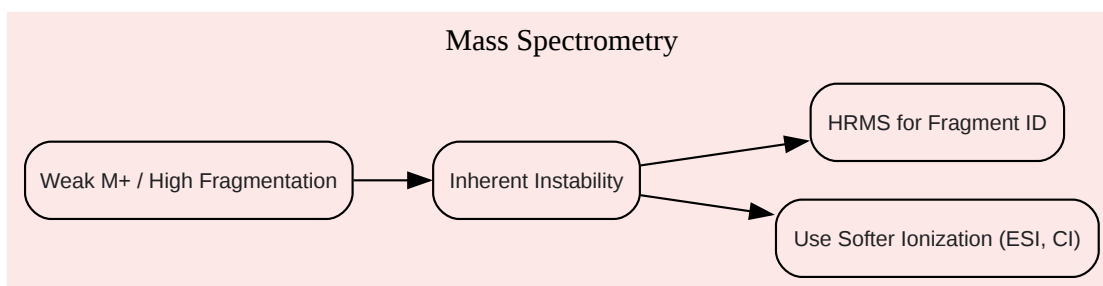 Mass Spectrometry
Weak M+ / High Fragmentation
Inherent Instability
HRMS for Fragment ID
Use Softer Ionization (ESI, CI)